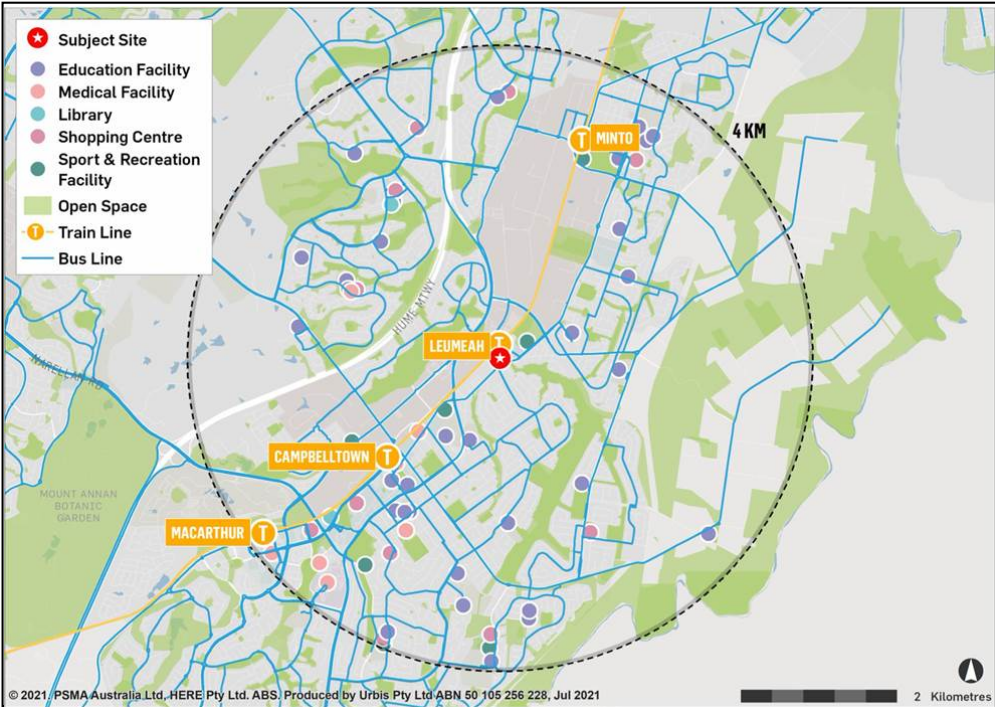 Subject Site
Education Facility
Medical Facility
Library
Shopping Centre
Sport & Recreation
Facility
Open Space
T Train Line
Bus Line
T MINTO
4 KM
HUME MTWY
LEUMEAH T
NARELLAN RD
CAMPBELLTOWN T
MOUNT ANNAN
BOTANIC
GARDEN
MACARTHUR T
© 2021. PSMA Australia Ltd, HERE Pty Ltd. ABS. Produced by Urbis Pty Ltd ABN 50 105 256 228, Jul 2021
2 Kilometres